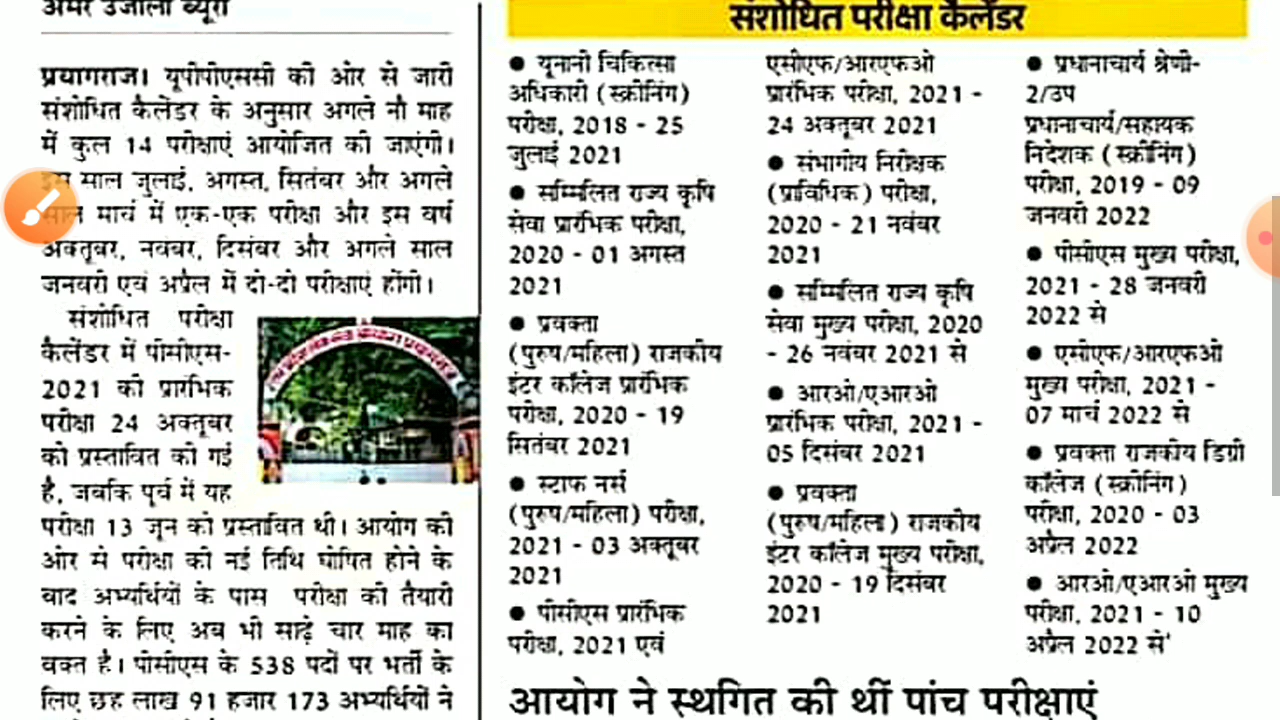 अमर उजाला ब्यूरो
प्रयागराज। यूपीपीएससी की ओर से जारी
संशोधित कैलेंडर के अनुसार अगले नौ माह
में कुल 14 परीक्षाएं आयोजित की जाएंगी।
इस साल जुलाई, अगस्त, सितंबर और अगले
साल मार्च में एक-एक परीक्षा और इस वर्ष
अक्तूबर, नवंबर, दिसंबर और अगले साल
जनवरी एवं अप्रैल में दो-दो परीक्षाएं होंगी।
संशोधित परीक्षा
कैलेंडर में पीसीएस-
2021 की प्रारंभिक
परीक्षा 24 अक्तूबर
को प्रस्तावित की गई
है, जबकि पूर्व में यह
परीक्षा 13 जून को प्रस्तावित थी। आयोग की
ओर से परीक्षा की नई तिथि घोषित होने के
बाद अभ्यर्थियों के पास परीक्षा की तैयारी
करने के लिए अब भी साढ़े चार माह का
वक्त है। पीसीएस के 538 पदों पर भर्ती के
लिए छह लाख 91 हजार 173 अभ्यर्थियों ने
संशोधित परीक्षा कैलेंडर
● यूनानी चिकित्सा
अधिकारी (स्क्रीनिंग)
परीक्षा, 2018 - 25
जुलाई 2021
● सम्मिलित राज्य कृषि
सेवा प्रारंभिक परीक्षा,
2020 - 01 अगस्त
2021
● प्रवक्ता
(पुरुष/महिला) राजकीय
इंटर कॉलेज प्रारंभिक
परीक्षा, 2020 - 19
सितंबर 2021
● स्टाफ नर्स
(पुरुष/महिला) परीक्षा,
2021 - 03 अक्तूबर
2021
● पीसीएस प्रारंभिक
परीक्षा, 2021 एवं
एसीएफ/आरएफओ
प्रारंभिक परीक्षा, 2021 -
24 अक्तूबर 2021
● संभागीय निरीक्षक
(प्राविधिक) परीक्षा,
2020 - 21 नवंबर
2021
● सम्मिलित राज्य कृषि
सेवा मुख्य परीक्षा, 2020
- 26 नवंबर 2021 से
● आरओ/एआरओ
प्रारंभिक परीक्षा, 2021 -
05 दिसंबर 2021
● प्रवक्ता
(पुरुष/महिला) राजकीय
इंटर कॉलेज मुख्य परीक्षा,
2020 - 19 दिसंबर
2021
● प्रधानाचार्य श्रेणी-
2/उप
प्रधानाचार्य/सहायक
निदेशक (स्क्रीनिंग)
परीक्षा, 2019 - 09
जनवरी 2022
● पीसीएस मुख्य परीक्षा,
2021 - 28 जनवरी
2022 से
● एसीएफ/आरएफओ
मुख्य परीक्षा, 2021 -
07 मार्च 2022 से
● प्रवक्ता राजकीय डिग्री
कॉलेज (स्क्रीनिंग)
परीक्षा, 2020 - 03
अप्रैल 2022
● आरओ/एआरओ मुख्य
परीक्षा, 2021 - 10
अप्रैल 2022 से'
आयोग ने स्थगित की थीं पांच परीक्षाएं